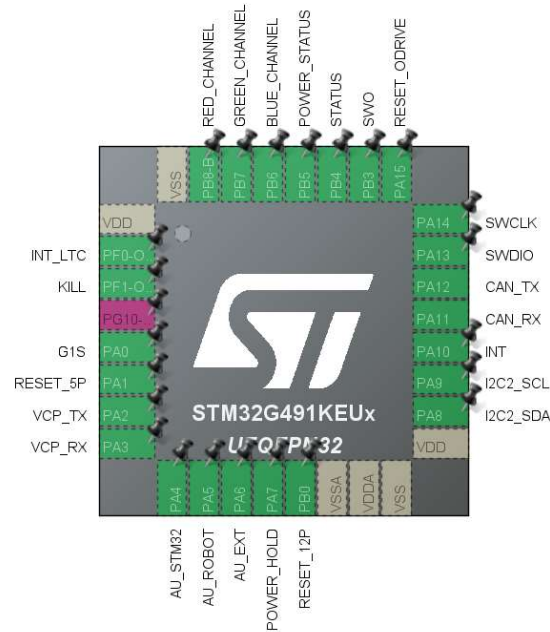 RED_CHANNEL
GREEN_CHANNEL
BLUE_CHANNEL
POWER_STATUS
STATUS
SWO
RESET_ODRIVE
VSS
PB8-B
PB7
PB6
PB5
PB4
PB3
PA15
VDD
INT_LTC
PF0-O
KILL
PF1-O
PG10-
G1S
PA0
RESET_5P
PA1
VCP_TX
PA2
VCP_RX
PA3
PA14
SWCLK
PA13
SWDIO
PA12
CAN_TX
PA11
CAN_RX
PA10
INT
PA9
I2C2_SCL
PA8
I2C2_SDA
VDD
STM32G491KEUx
UFQFPN32
PA4
PA5
PA6
PA7
PB0
VSSA
VDDA
VSS
AU_STM32
AU_ROBOT
AU_EXT
POWER_HOLD
RESET_12P